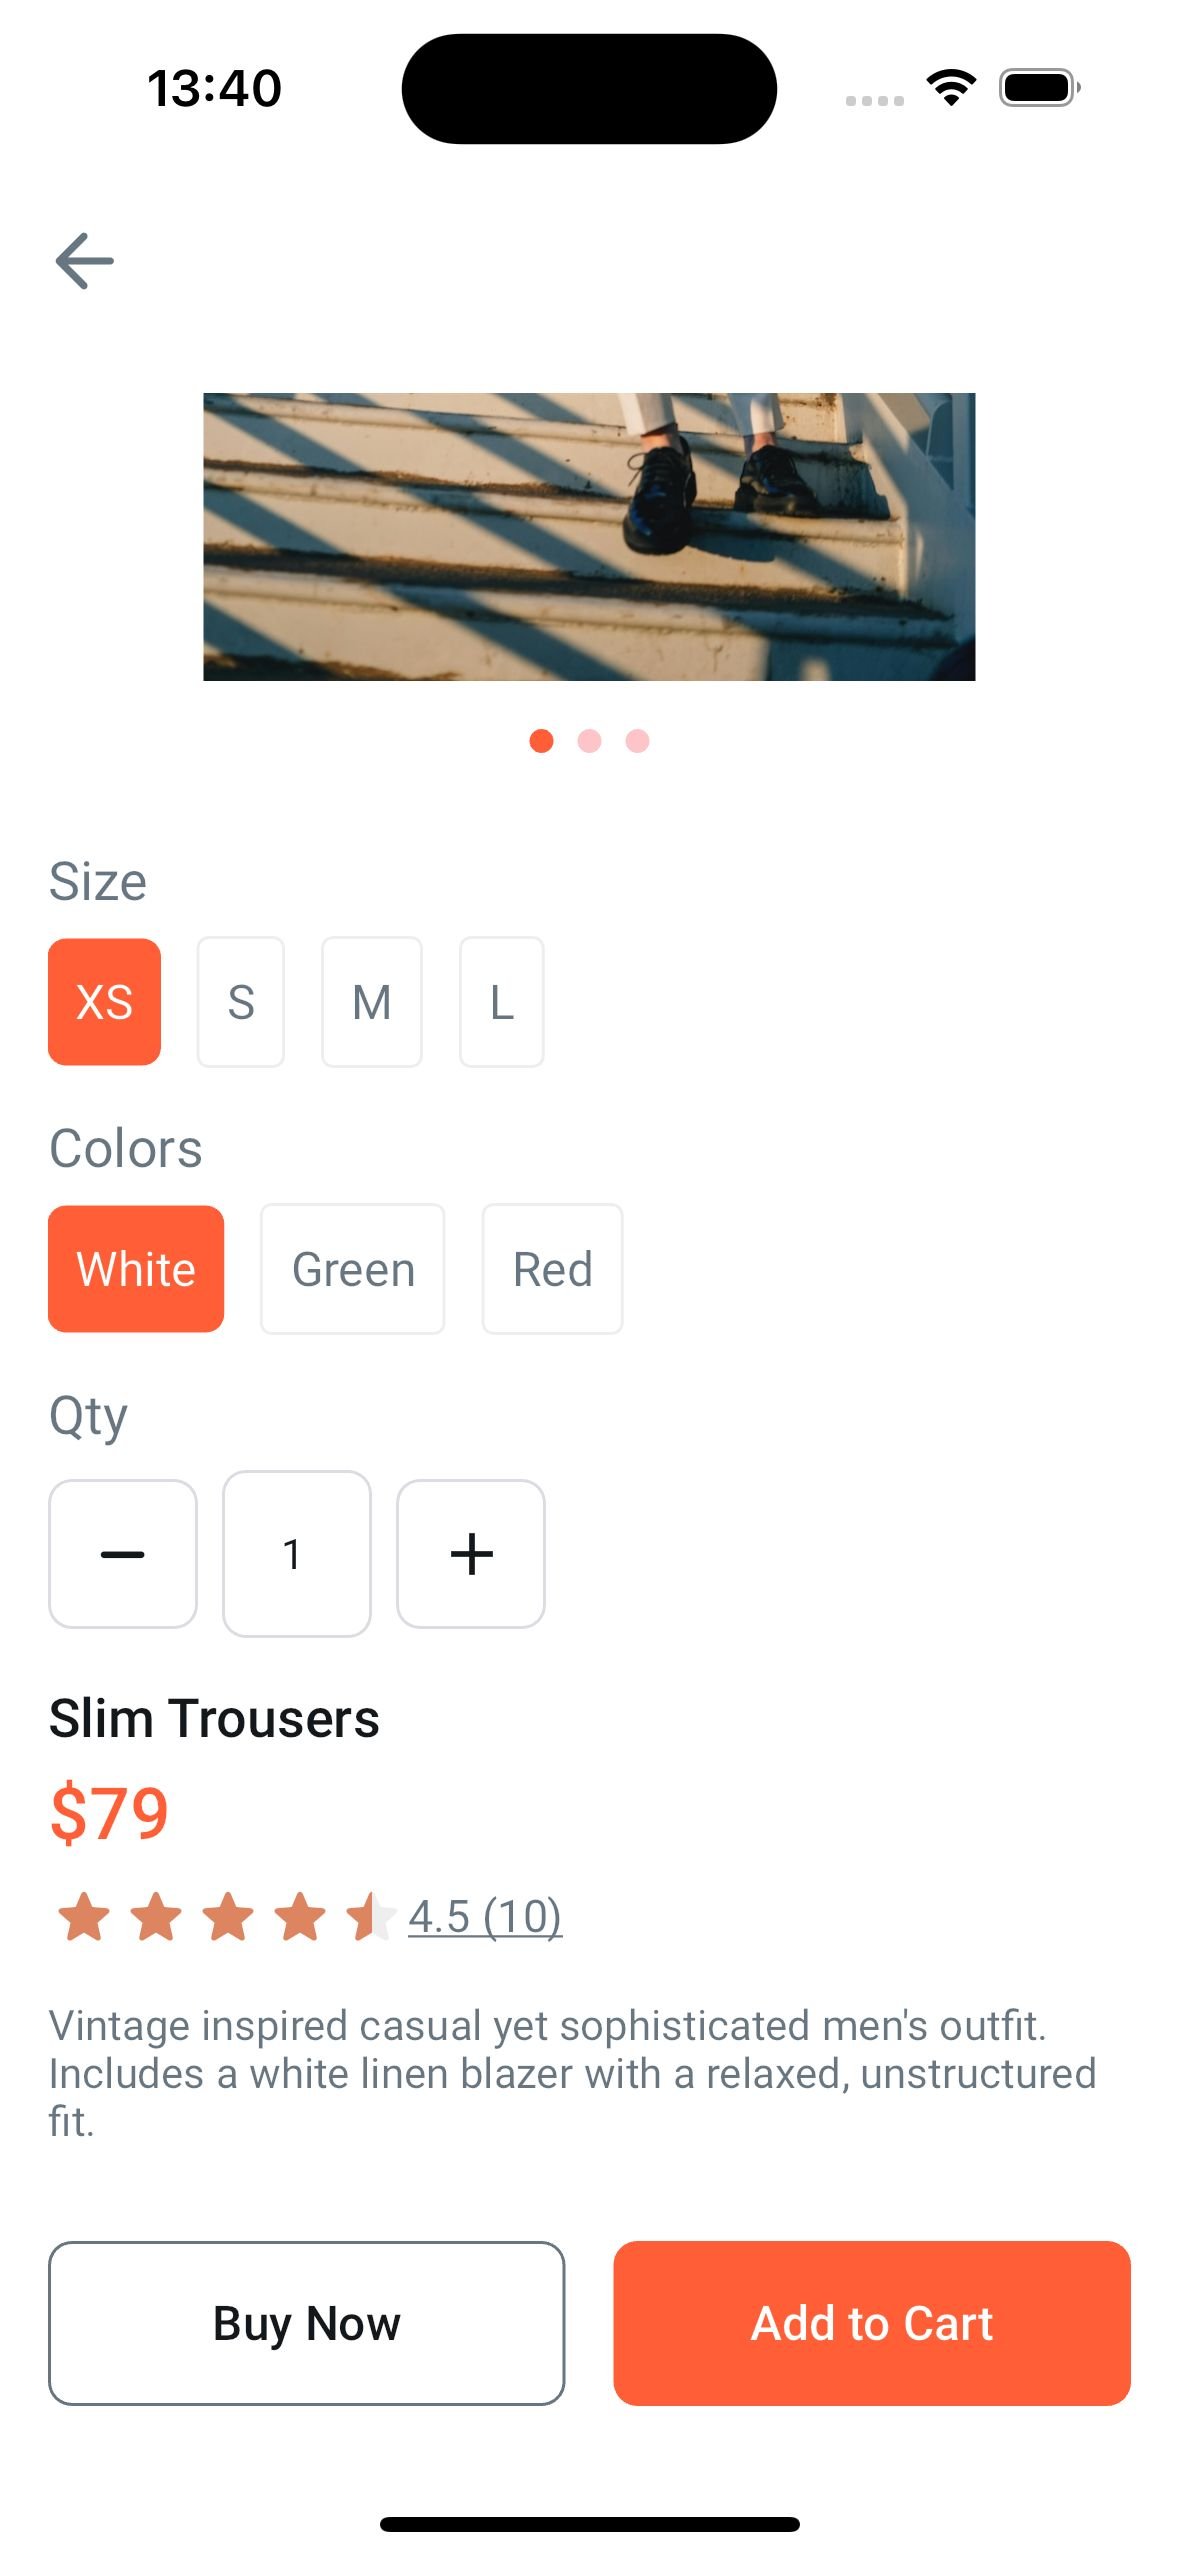 13:40
Size
XS S M L
Colors
White Green Red
Qty
1
Slim Trousers
$79
4.5 (10)
Vintage inspired casual yet sophisticated men's outfit.
Includes a white linen blazer with a relaxed, unstructured
fit.
Buy Now Add to Cart